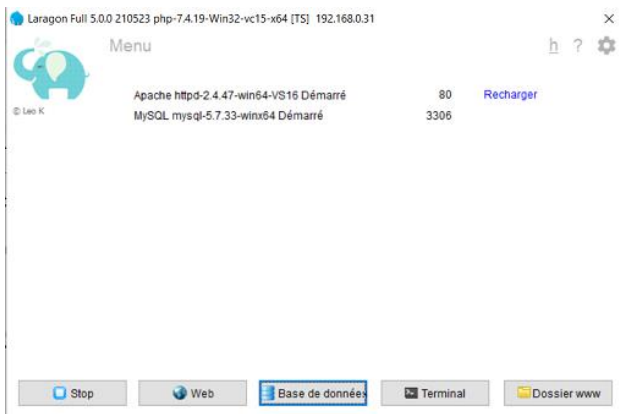 Laragon Full 5.0.0 210523 php-7.4.19-Win32-vc15-x64 [TS] 192.168.0.31
Menu
h ?
© Leo K
Apache httpd-2.4.47-win64-VS16 Démarré 80 Recharger
MySQL mysql-5.7.33-winx64 Démarré 3306
Stop Web Base de données Terminal Dossier www